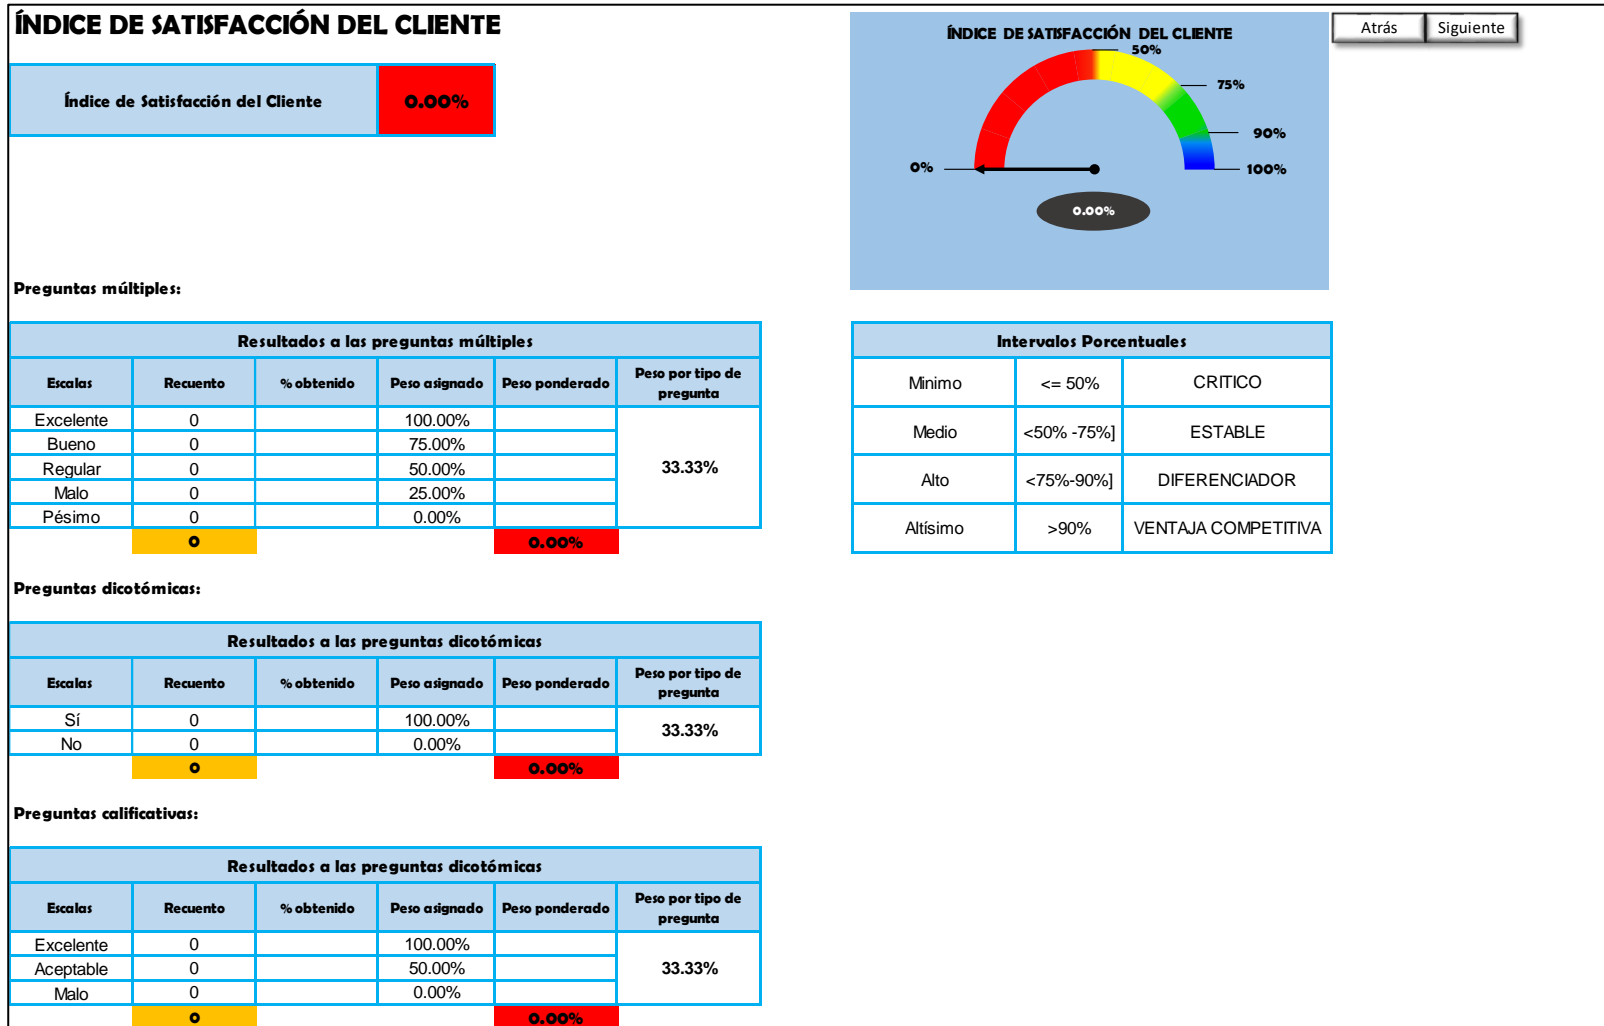 ÍNDICE DE SATISFACCIÓN DEL CLIENTE
Índice de Satisfacción del Cliente 0.00%
ÍNDICE DE SATISFACCIÓN DEL CLIENTE
50%
75%
90%
0%
100%
0.00%
Atrás Siguiente
Preguntas múltiples:
Resultados a las preguntas múltiples
Escalas Recuento % obtenido Peso asignado Peso ponderado Peso por tipo de pregunta
Excelente 0 100.00%
Bueno 0 75.00%
Regular 0 50.00% 33.33%
Malo 0 25.00%
Pésimo 0 0.00%
0 0.00%
Intervalos Porcentuales
Minimo <= 50% CRITICO
Medio <50% -75%] ESTABLE
Alto <75%-90%] DIFERENCIADOR
Altísimo >90% VENTAJA COMPETITIVA
Preguntas dicotómicas:
Resultados a las preguntas dicotómicas
Escalas Recuento % obtenido Peso asignado Peso ponderado Peso por tipo de pregunta
Sí 0 100.00% 33.33%
No 0 0.00%
0 0.00%
Preguntas calificativas:
Resultados a las preguntas dicotómicas
Escalas Recuento % obtenido Peso asignado Peso ponderado Peso por tipo de pregunta
Excelente 0 100.00%
Aceptable 0 50.00% 33.33%
Malo 0 0.00%
0 0.00%